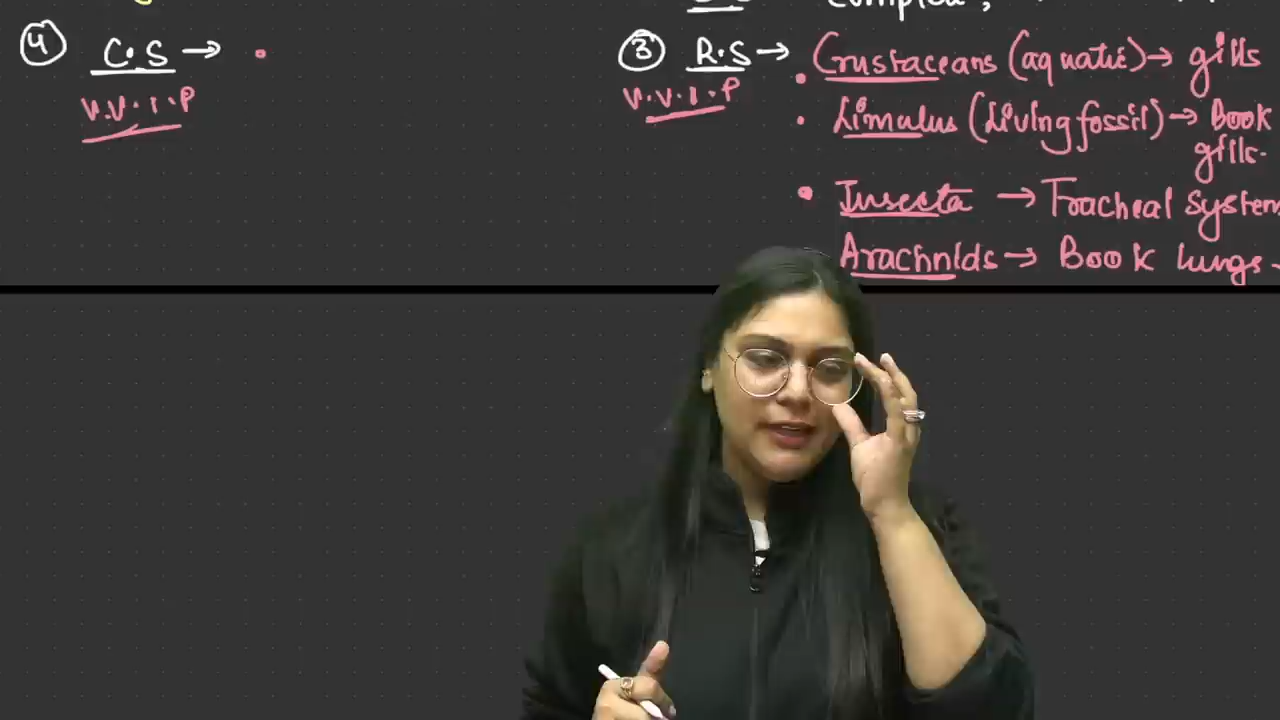 ④ C.S →
V.V.I.P
③ R.S →
V.V.I.P
• Crustaceans (aquatic) → gills
• Limulus (Living fossil) → Book
gills.
• Insecta → Tracheal System
Arachnids → Book lungs